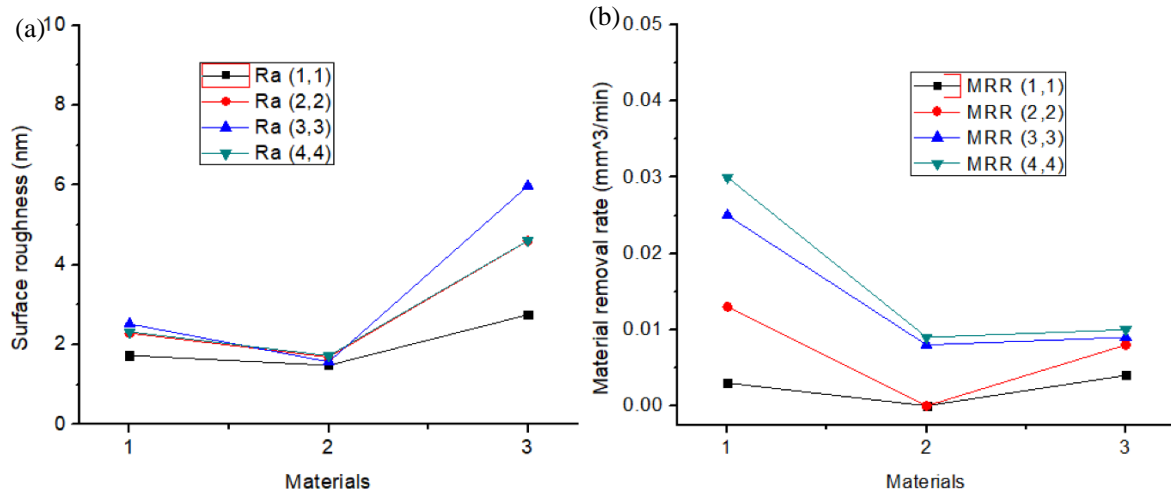 (a)
10
8
6
4
2
0
Surface roughness (nm)
Ra (1,1)
Ra (2,2)
Ra (3,3)
Ra (4,4)
1
2
3
Materials
(b)
0.05
0.04
0.03
0.02
0.01
0.00
Material removal rate (mm^3/min)
MRR (1,1)
MRR (2,2)
MRR (3,3)
MRR (4,4)
1
2
3
Materials